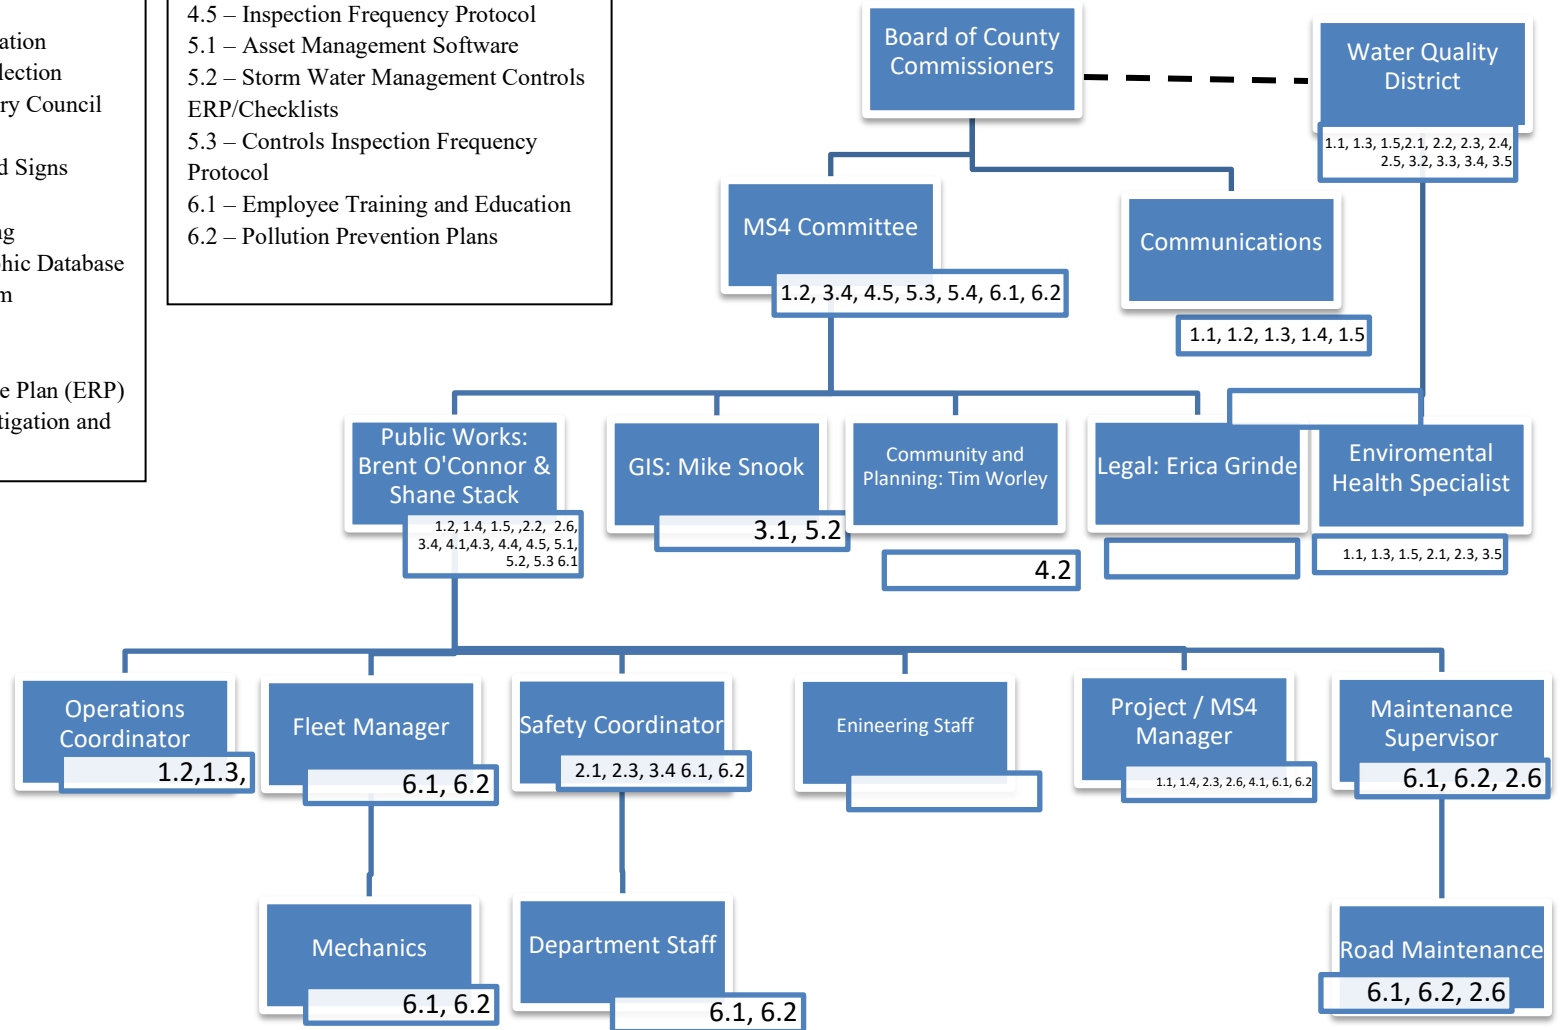 ation
lection
ry Council
d Signs
ng
phic Database
m
e Plan (ERP)
tigation and
4.5 – Inspection Frequency Protocol
5.1 – Asset Management Software
5.2 – Storm Water Management Controls
ERP/Checklists
5.3 – Controls Inspection Frequency
Protocol
6.1 – Employee Training and Education
6.2 – Pollution Prevention Plans
Board of County
Commissioners
Water Quality
District
1.1, 1.3, 1.5,2.1, 2.2, 2.3, 2.4,
2.5, 3.2, 3.3, 3.4, 3.5
MS4 Committee
1.2, 3.4, 4.5, 5.3, 5.4, 6.1, 6.2
Communications
1.1, 1.2, 1.3, 1.4, 1.5
Public Works:
Brent O'Connor &
Shane Stack
1.2, 1.4, 1.5, ,2.2, 2.6,
3.4, 4.1,4.3, 4.4, 4.5, 5.1,
5.2, 5.3 6.1
GIS: Mike Snook
3.1, 5.2
Community and
Planning: Tim Worley
4.2
Legal: Erica Grinde
Enviromental
Health Specialist
1.1, 1.3, 1.5, 2.1, 2.3, 3.5
Operations
Coordinator
1.2,1.3,
Fleet Manager
6.1, 6.2
Safety Coordinator
2.1, 2.3, 3.4 6.1, 6.2
Enineering Staff
Project / MS4
Manager
1.1, 1.4, 2.3, 2.6, 4.1, 6.1, 6.2
Maintenance
Supervisor
6.1, 6.2, 2.6
Mechanics
6.1, 6.2
Department Staff
6.1, 6.2
Road Maintenance
6.1, 6.2, 2.6